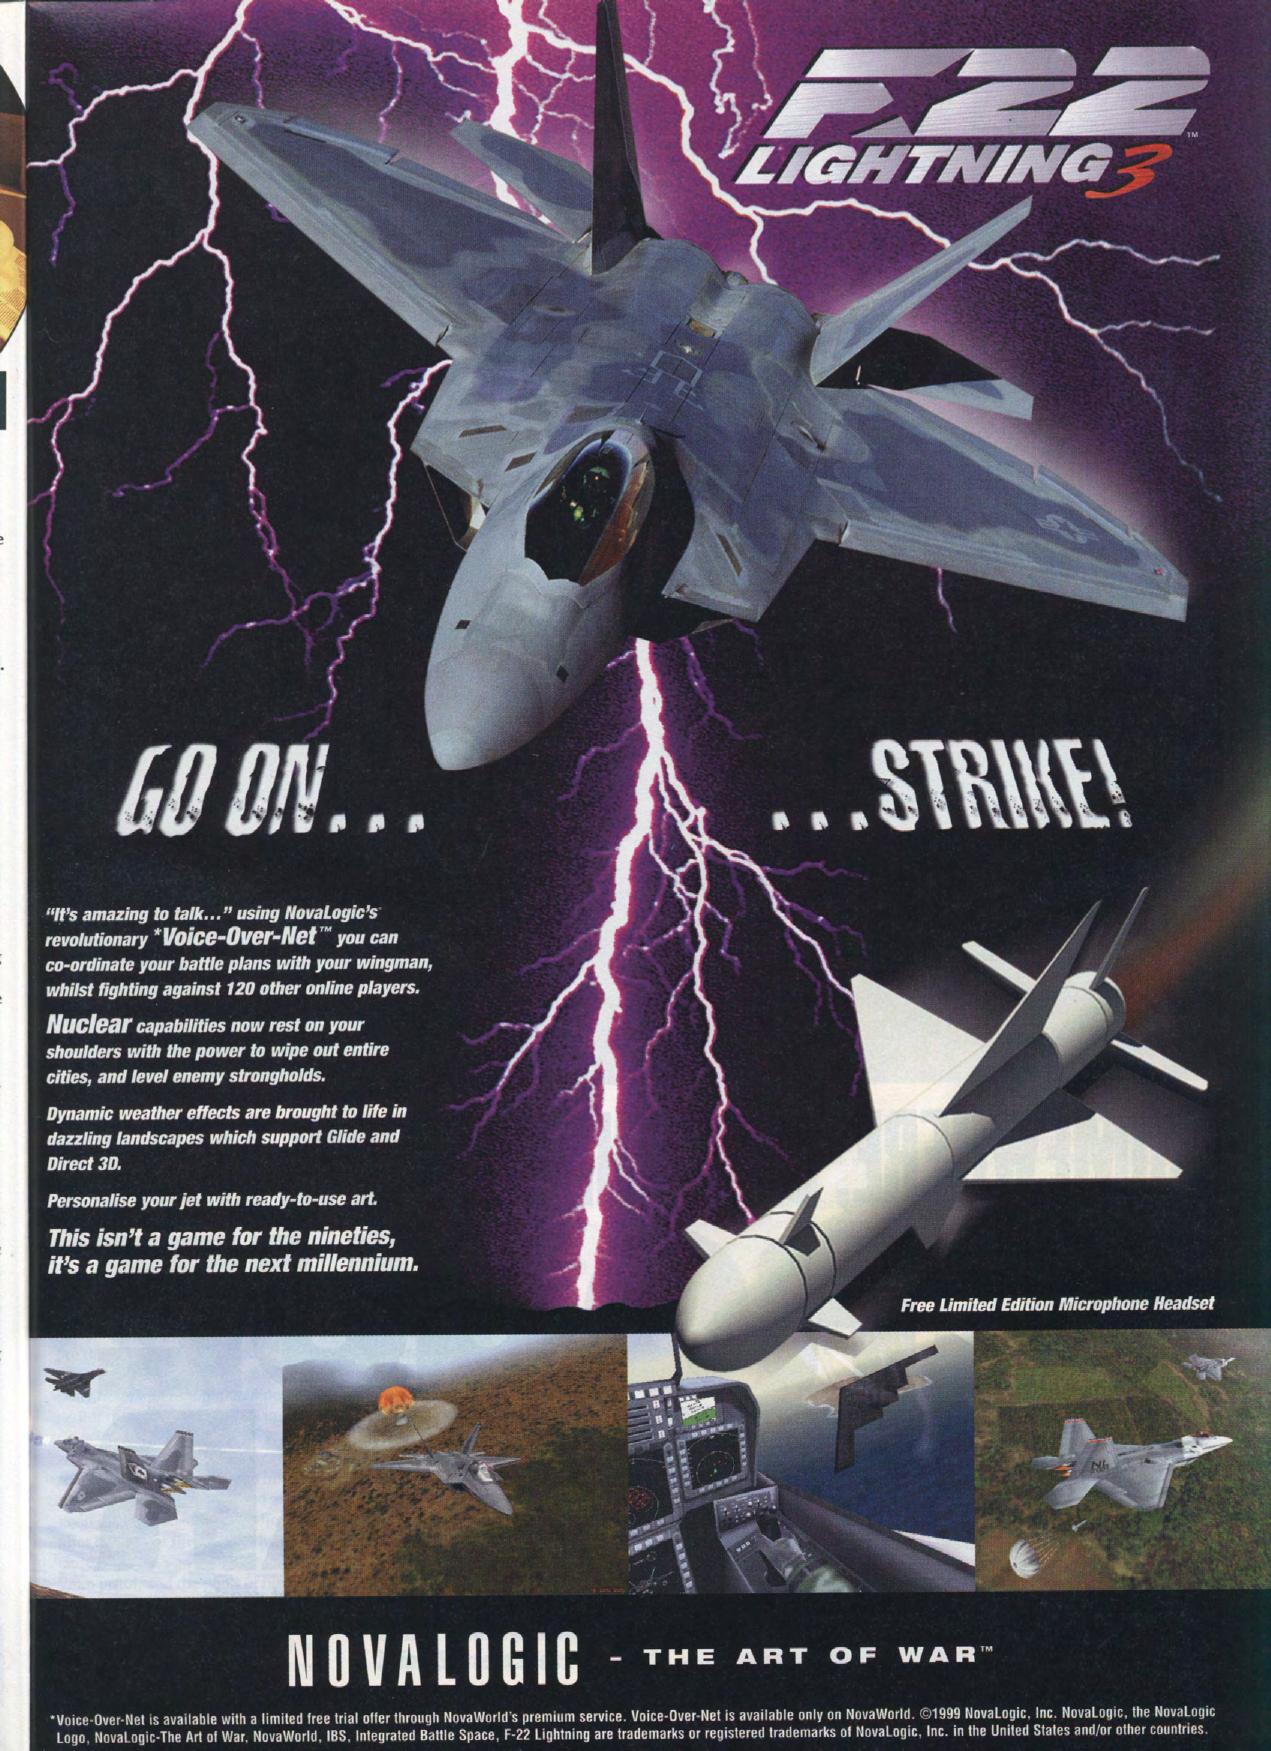 F-22™
LIGHTNING 3
GO ON...
...STRIKE!
“It's amazing to talk...” using NovaLogic's
revolutionary *Voice-Over-Net™ you can
co-ordinate your battle plans with your wingman,
whilst fighting against 120 other online players.
Nuclear capabilities now rest on your
shoulders with the power to wipe out entire
cities, and level enemy strongholds.
Dynamic weather effects are brought to life in
dazzling landscapes which support Glide and
Direct 3D.
Personalise your jet with ready-to-use art.
This isn't a game for the nineties,
it's a game for the next millennium.
Free Limited Edition Microphone Headset
NOVALOGIC - THE ART OF WAR™
*Voice-Over-Net is available with a limited free trial offer through NovaWorld's premium service. Voice-Over-Net is available only on NovaWorld. ©1999 NovaLogic, Inc. NovaLogic, the NovaLogic
Logo, NovaLogic-The Art of War, NovaWorld, IBS, Integrated Battle Space, F-22 Lightning are trademarks or registered trademarks of NovaLogic, Inc. in the United States and/or other countries.